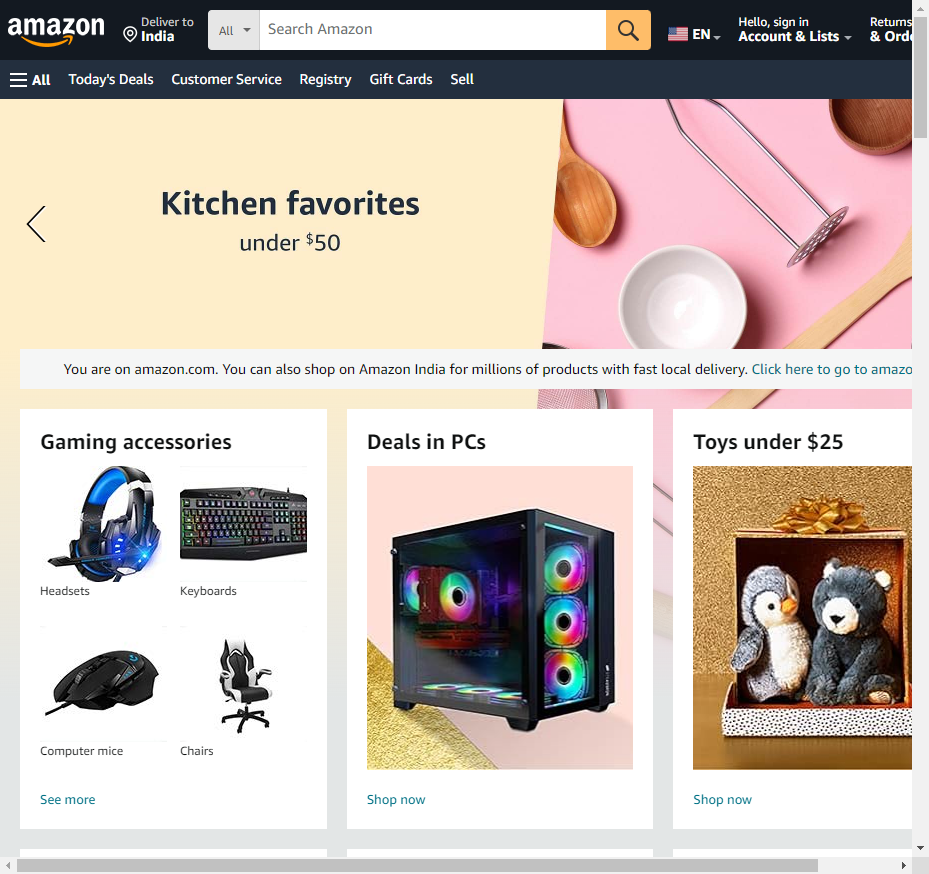 amazon
Deliver to
India
All
Search Amazon
EN
Hello, sign in
Account & Lists
Returns
& Orde
All
Today's Deals
Customer Service
Registry
Gift Cards
Sell
Kitchen favorites
under $50
You are on amazon.com. You can also shop on Amazon India for millions of products with fast local delivery. Click here to go to amazo
Gaming accessories
Headsets
Keyboards
Computer mice
Chairs
See more
Deals in PCs
Shop now
Toys under $25
Shop now